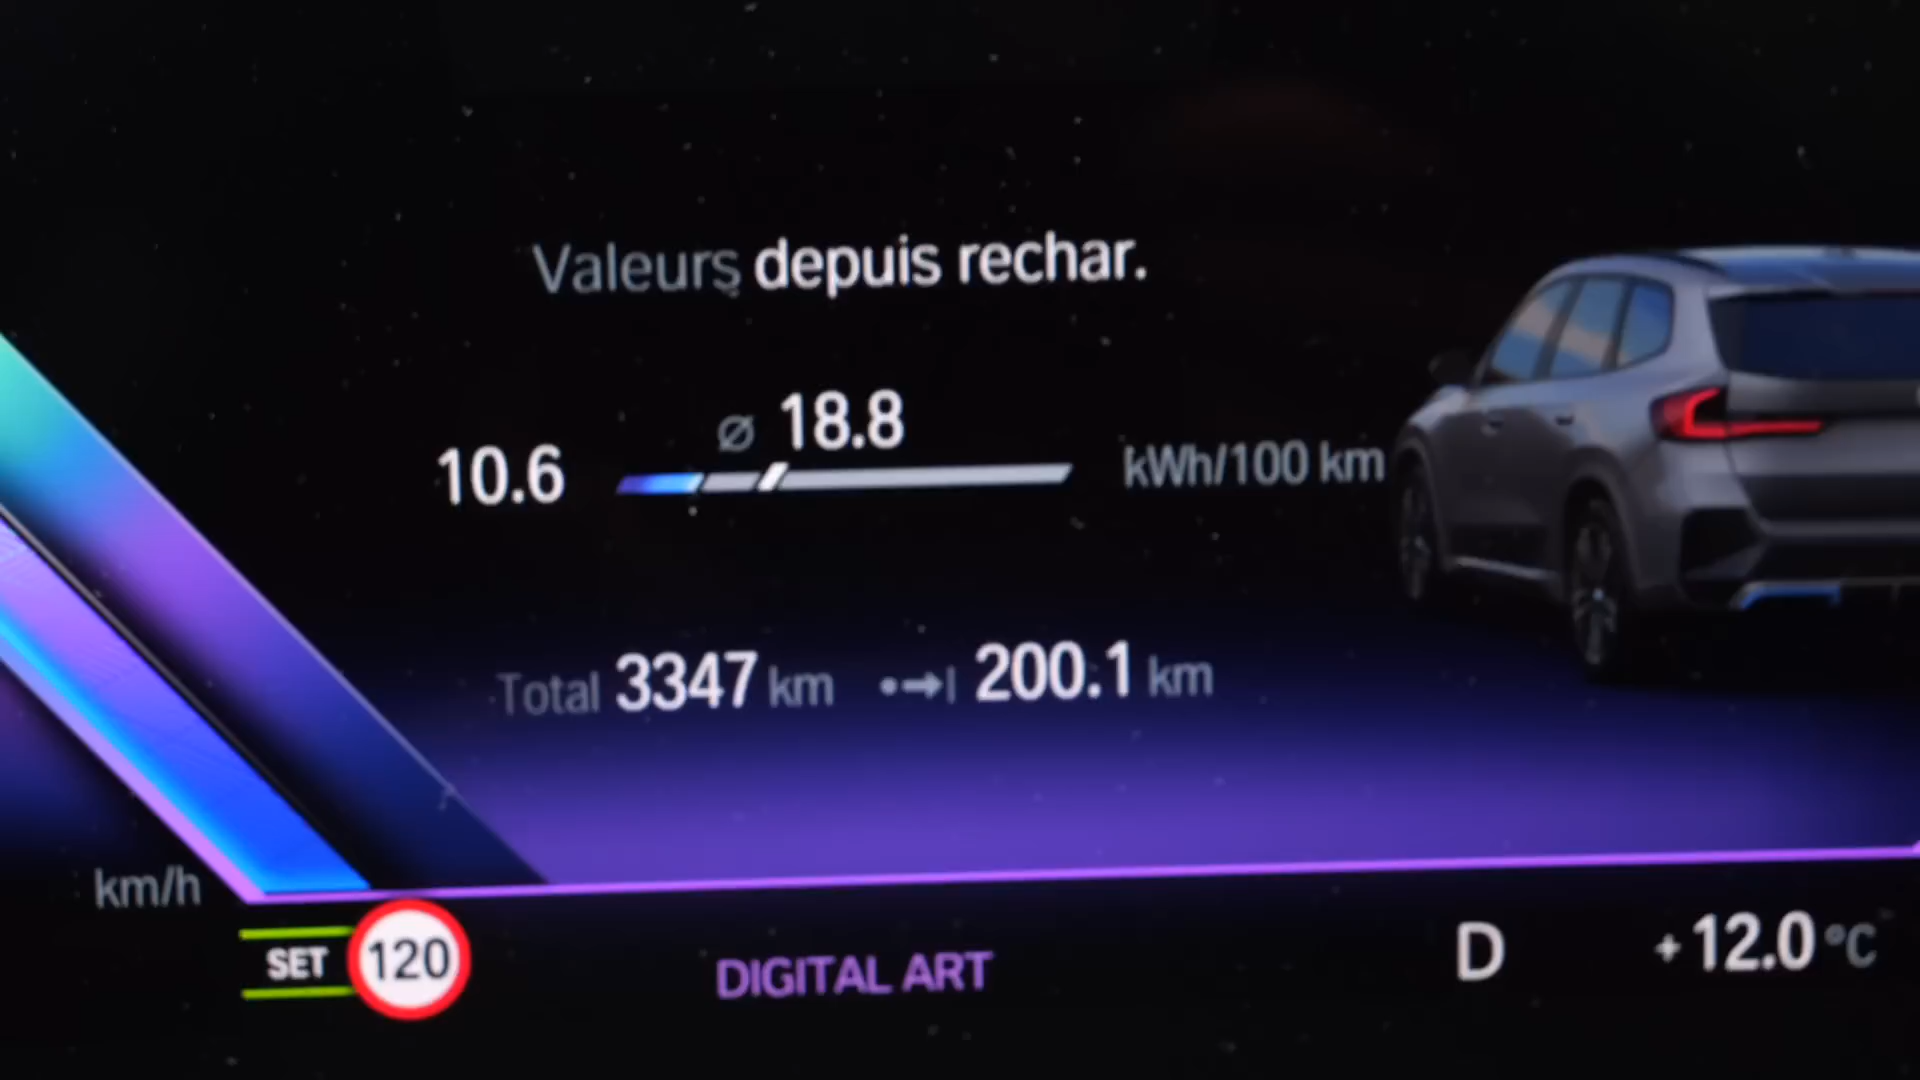 Valeurs depuis rechar.
ø 18.8
10.6 kWh/100 km
Total 3347 km 200.1 km
km/h
SET 120 DIGITAL ART D +12.0 °C